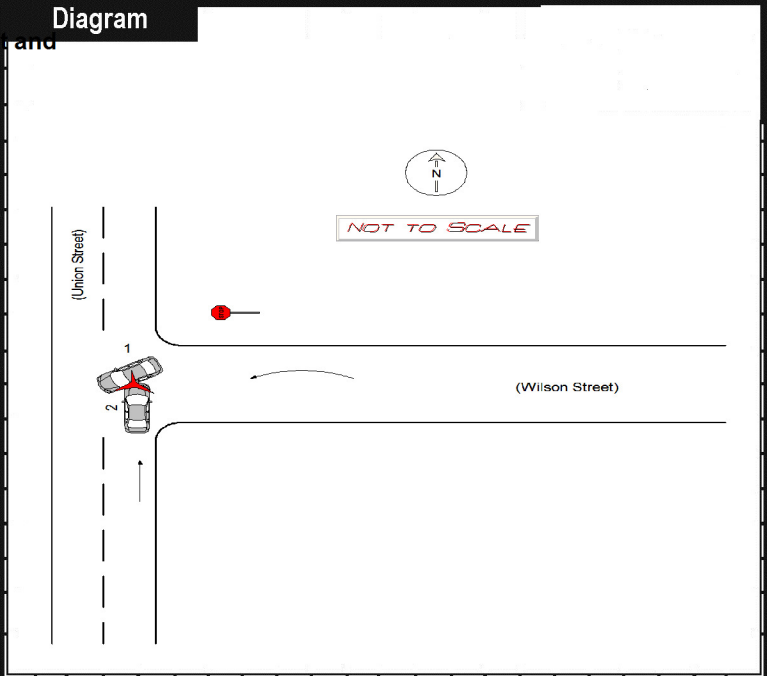 Diagram
t and
N
NOT TO SCALE
(Union Street)
1
(Wilson Street)
2